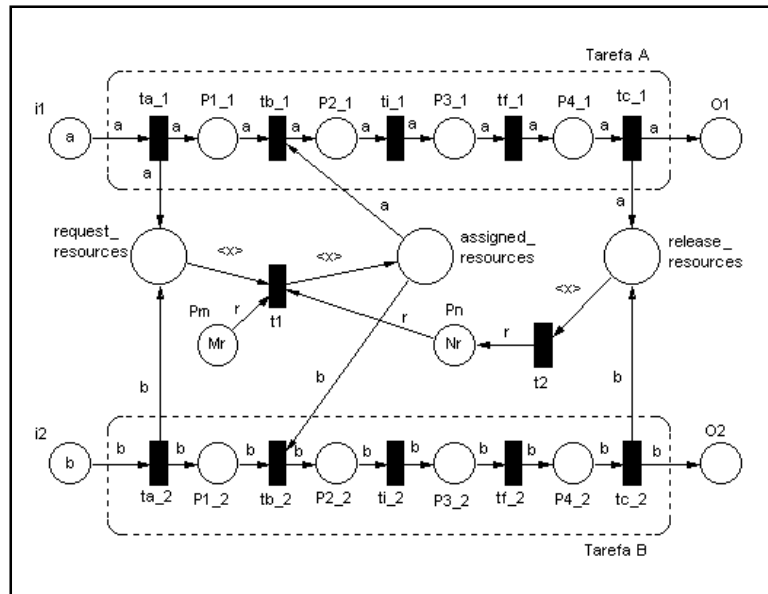 Tarefa A
i1 ta_1 P1_1 tb_1 P2_1 ti_1 P3_1 tf_1 P4_1 tc_1 O1
a a a a a a a a a a a
a a a
request_ resources
assigned_ resources
release_ resources
<x> <x> <x>
Pm Pn
r r r
Mr t1 Nr t2
b b b
i2 O2
b b b b b b b b b b b
ta_2 P1_2 tb_2 P2_2 ti_2 P3_2 tf_2 P4_2 tc_2
Tarefa B